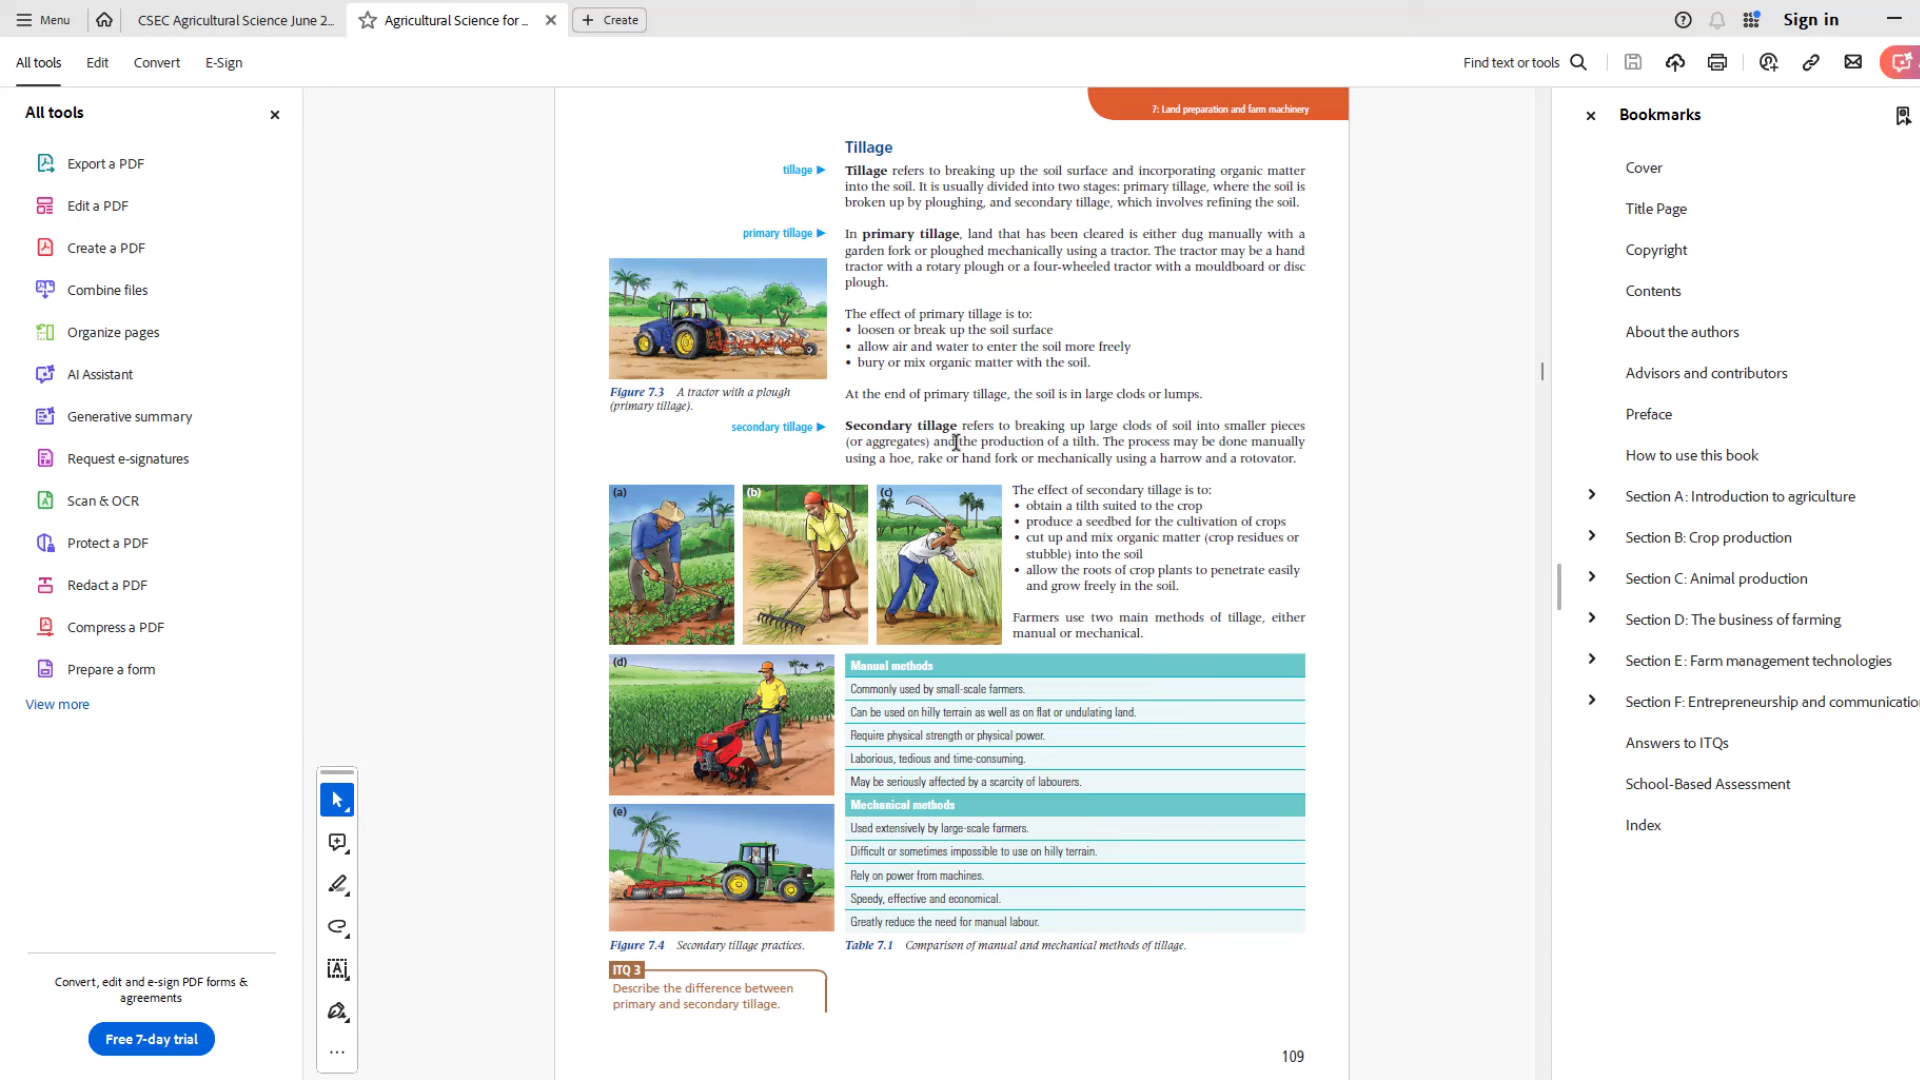 Menu
CSEC Agricultural Science June 2...
Agricultural Science for ...
Create
Sign in
All tools
Edit
Convert
E-Sign
Find text or tools
All tools
Export a PDF
Edit a PDF
Create a PDF
Combine files
Organize pages
AI Assistant
Generative summary
Request e-signatures
Scan & OCR
Protect a PDF
Redact a PDF
Compress a PDF
Prepare a form
View more
Convert, edit and e-sign PDF forms &
agreements
Free 7-day trial
7: Land preparation and farm machinery
Tillage
tillage ▶
Tillage refers to breaking up the soil surface and incorporating organic matter
into the soil. It is usually divided into two stages: primary tillage, where the soil is
broken up by ploughing, and secondary tillage, which involves refining the soil.
primary tillage ▶
In primary tillage, land that has been cleared is either dug manually with a
garden fork or ploughed mechanically using a tractor. The tractor may be a hand
tractor with a rotary plough or a four-wheeled tractor with a mouldboard or disc
plough.
The effect of primary tillage is to:
• loosen or break up the soil surface
• allow air and water to enter the soil more freely
• bury or mix organic matter with the soil.
Figure 7.3 A tractor with a plough
(primary tillage).
At the end of primary tillage, the soil is in large clods or lumps.
secondary tillage ▶
Secondary tillage refers to breaking up large clods of soil into smaller pieces
(or aggregates) and the production of a tilth. The process may be done manually
using a hoe, rake or hand fork or mechanically using a harrow and a rotovator.
(a)
(b)
(c)
The effect of secondary tillage is to:
• obtain a tilth suited to the crop
• produce a seedbed for the cultivation of crops
• cut up and mix organic matter (crop residues or
stubble) into the soil
• allow the roots of crop plants to penetrate easily
and grow freely in the soil.
Farmers use two main methods of tillage, either
manual or mechanical.
(d)
(e)
Manual methods
Commonly used by small-scale farmers.
Can be used on hilly terrain as well as on flat or undulating land.
Require physical strength or physical power.
Laborious, tedious and time-consuming.
May be seriously affected by a scarcity of labourers.
Mechanical methods
Used extensively by large-scale farmers.
Difficult or sometimes impossible to use on hilly terrain.
Rely on power from machines.
Speedy, effective and economical.
Greatly reduce the need for manual labour.
Figure 7.4 Secondary tillage practices.
Table 7.1 Comparison of manual and mechanical methods of tillage.
ITQ 3
Describe the difference between
primary and secondary tillage.
109
Bookmarks
Cover
Title Page
Copyright
Contents
About the authors
Advisors and contributors
Preface
How to use this book
Section A: Introduction to agriculture
Section B: Crop production
Section C: Animal production
Section D: The business of farming
Section E: Farm management technologies
Section F: Entrepreneurship and communicatio
Answers to ITQs
School-Based Assessment
Index